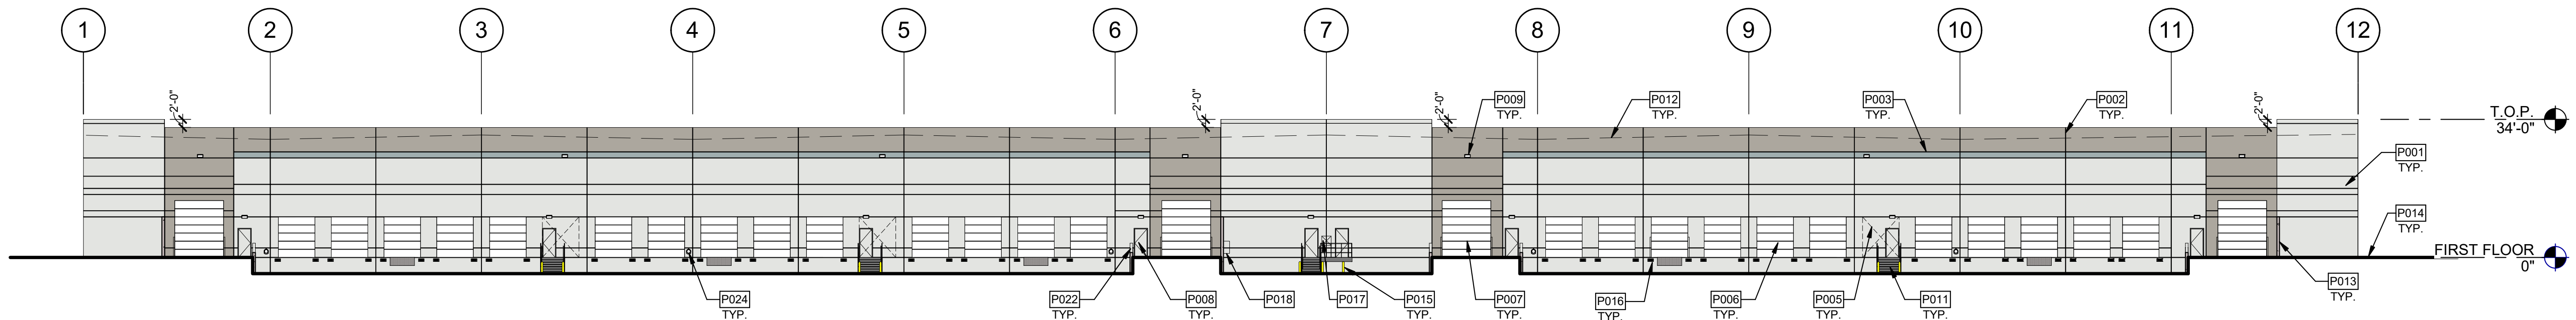 1 2 3 4 5 6 7 8 9 10 11 12
2'-0" 2'-0" 2'-0" 2'-0"
P009
TYP.
P012
TYP.
P003
TYP.
P002
TYP.
T.O.P.
34'-0"
P001
TYP.
P014
TYP.
FIRST FLOOR
0"
P013
TYP.
P024
TYP.
P022
TYP.
P008
TYP.
P018
P017
P015
TYP.
P007
TYP.
P016
TYP.
P006
TYP.
P005
TYP.
P011
TYP.